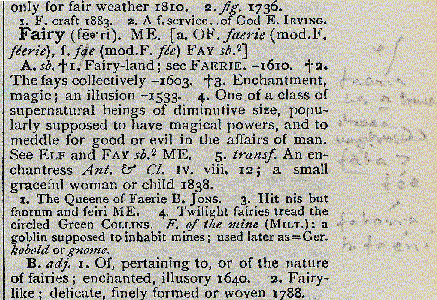 only for fair weather 1810. 2. fig. 1736.
1. F. craft 1883. 2. A f. service..of God E. IRVING.
Fairy (fēə·ri). ME. [a. OF. faerie (mod.F.
féerie), f. fae (mod.F. fée) FAY sb.²]
A. sb. †1. Fairy-land; see FAERIE. -1610. †2.
The fays collectively -1603. †3. Enchantment,
magic; an illusion -1533. 4. One of a class of
supernatural beings of diminutive size, popu-
larly supposed to have magical powers, and to
meddle for good or evil in the affairs of man.
See ELF and FAY sb.² ME. 5. transf. An en-
chantress Ant. & Cl. IV. viii. 12; a small
graceful woman or child 1838.
1. The Queene of Faerie B. JONS. 3. Hit nis but
fantum and feiri ME. 4. Twilight fairies tread the
circled Green COLLINS. F. of the mine (MILT.): a
goblin supposed to inhabit mines; used later as = Ger.
kobold or gnome.
B. adj. 1. Of, pertaining to, or of the nature
of fairies; enchanted, illusory 1640. 2. Fairy-
like; delicate, finely formed or woven 1788.